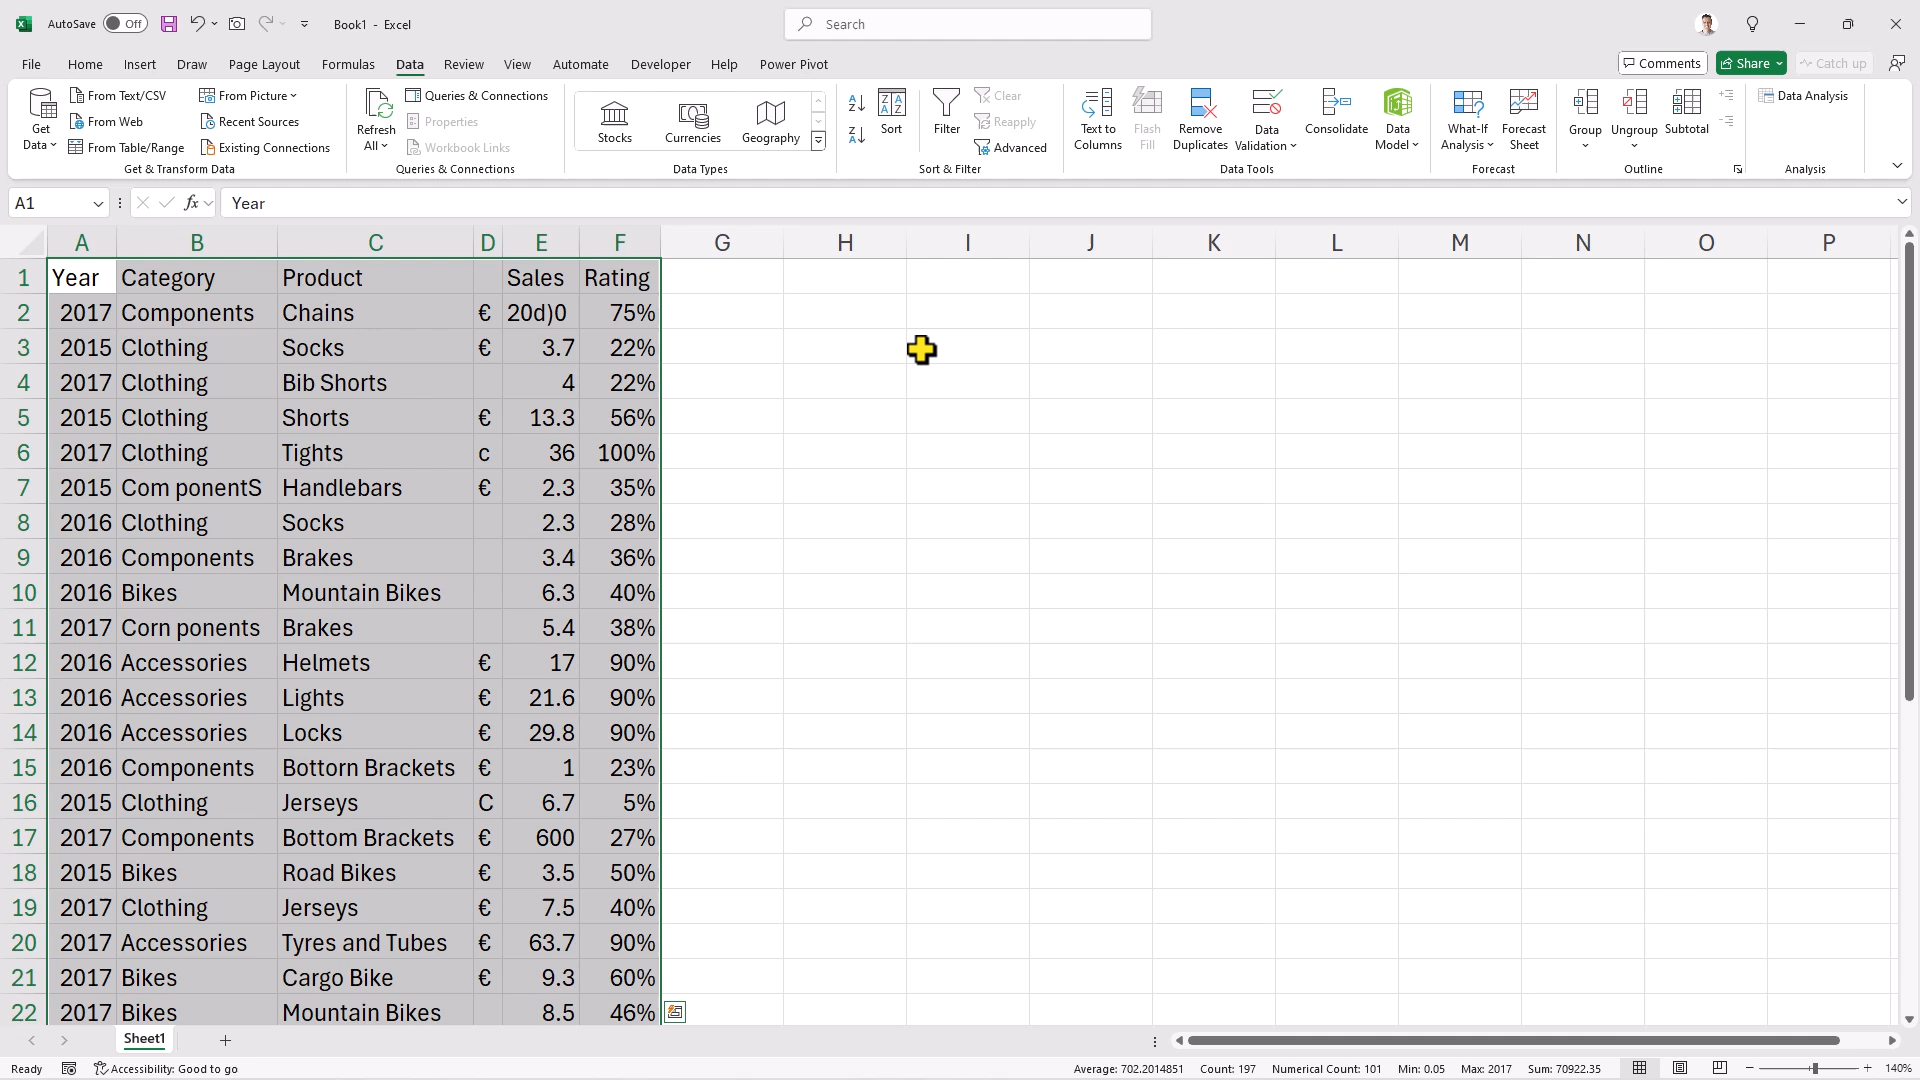 AutoSave Off Book1 - Excel Search
File Home Insert Draw Page Layout Formulas Data Review View Automate Developer Help Power Pivot Comments Share Catch up
Get Data
From Text/CSV
From Web
From Table/Range
From Picture
Recent Sources
Existing Connections
Get & Transform Data
Refresh All
Queries & Connections
Properties
Workbook Links
Queries & Connections
Stocks Currencies Geography
Data Types
Sort
Filter
Clear
Reapply
Advanced
Sort & Filter
Text to Columns
Flash Fill
Remove Duplicates
Data Validation
Consolidate
Data Model
Data Tools
What-If Analysis
Forecast Sheet
Forecast
Group
Ungroup
Subtotal
Outline
Data Analysis
Analysis
A1 fx Year
A B C D E F G H I J K L M N O P
1 Year Category Product Sales Rating
2 2017 Components Chains € 20d)0 75%
3 2015 Clothing Socks € 3.7 22%
4 2017 Clothing Bib Shorts 4 22%
5 2015 Clothing Shorts € 13.3 56%
6 2017 Clothing Tights c 36 100%
7 2015 Com ponentS Handlebars € 2.3 35%
8 2016 Clothing Socks 2.3 28%
9 2016 Components Brakes 3.4 36%
10 2016 Bikes Mountain Bikes 6.3 40%
11 2017 Corn ponents Brakes 5.4 38%
12 2016 Accessories Helmets € 17 90%
13 2016 Accessories Lights € 21.6 90%
14 2016 Accessories Locks € 29.8 90%
15 2016 Components Bottorn Brackets € 1 23%
16 2015 Clothing Jerseys C 6.7 5%
17 2017 Components Bottom Brackets € 600 27%
18 2015 Bikes Road Bikes € 3.5 50%
19 2017 Clothing Jerseys € 7.5 40%
20 2017 Accessories Tyres and Tubes € 63.7 90%
21 2017 Bikes Cargo Bike € 9.3 60%
22 2017 Bikes Mountain Bikes 8.5 46%
Sheet1
Ready Accessibility: Good to go Average: 702.2014851 Count: 197 Numerical Count: 101 Min: 0.05 Max: 2017 Sum: 70922.35 140%